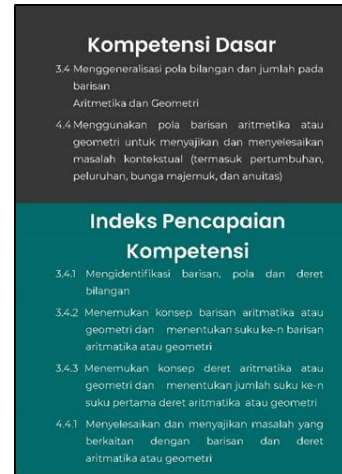 Kompetensi Dasar
3.4 Menggeneralisasi pola bilangan dan jumlah pada
barisan
Aritmetika dan Geometri
4.4 Menggunakan pola barisan aritmetika atau
geometri untuk menyajikan dan menyelesaikan
masalah kontekstual (termasuk pertumbuhan,
peluruhan, bunga majemuk, dan anuitas)
Indeks Pencapaian
Kompetensi
3.4.1 Mengidentifikasi barisan, pola dan deret
bilangan
3.4.2 Menemukan konsep barisan aritmatika atau
geometri dan menentukan suku ke-n barisan
aritmatika atau geometri
3.4.3 Menemukan konsep deret aritmatika atau
geometri dan menentukan jumlah suku ke-n
suku pertama deret aritmatika atau geometri
4.4.1 Menyelesaikan dan menyajikan masalah yang
berkaitan dengan barisan dan deret
aritmatika atau geometri